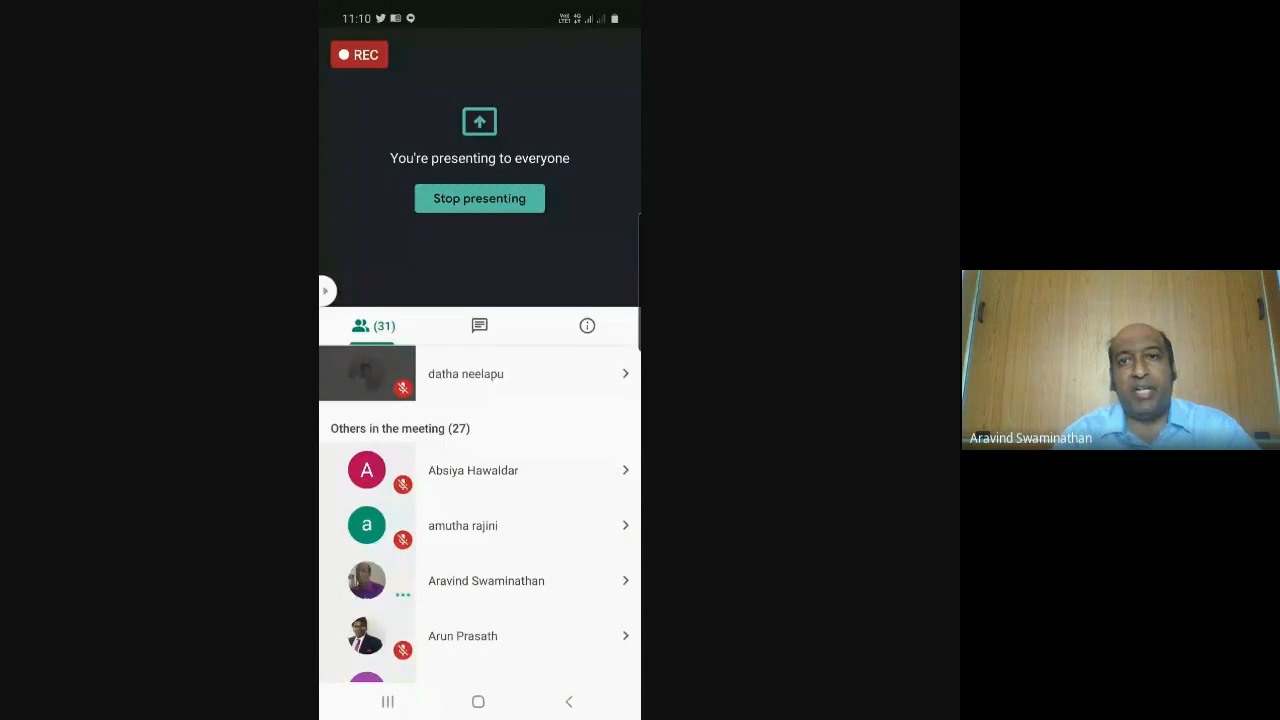 11:10
REC
You're presenting to everyone
Stop presenting
(31)
datha neelapu
Others in the meeting (27)
A
Absiya Hawaldar
a
amutha rajini
Aravind Swaminathan
Arun Prasath
Aravind Swaminathan